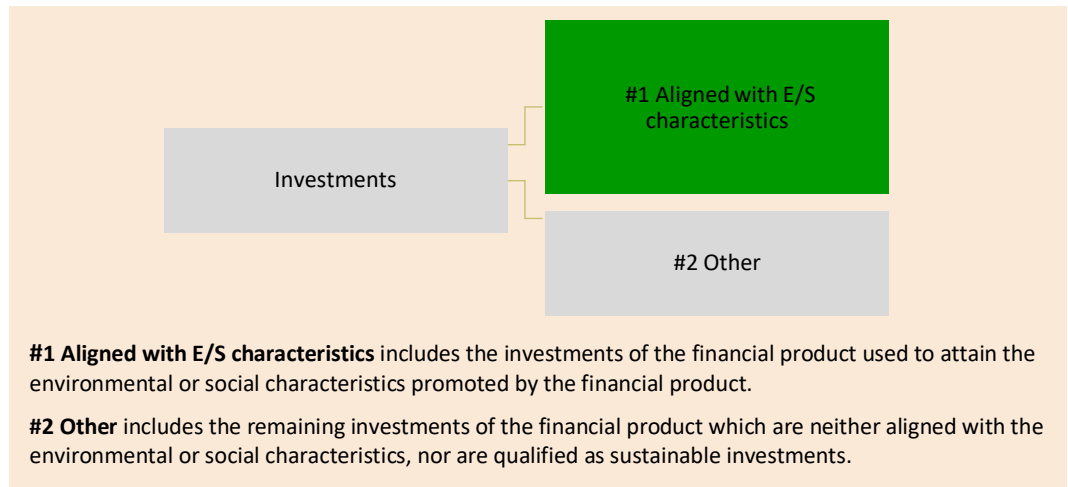 #1 Aligned with E/S
characteristics
Investments
#2 Other
#1 Aligned with E/S characteristics includes the investments of the financial product used to attain the
environmental or social characteristics promoted by the financial product.
#2 Other includes the remaining investments of the financial product which are neither aligned with the
environmental or social characteristics, nor are qualified as sustainable investments.